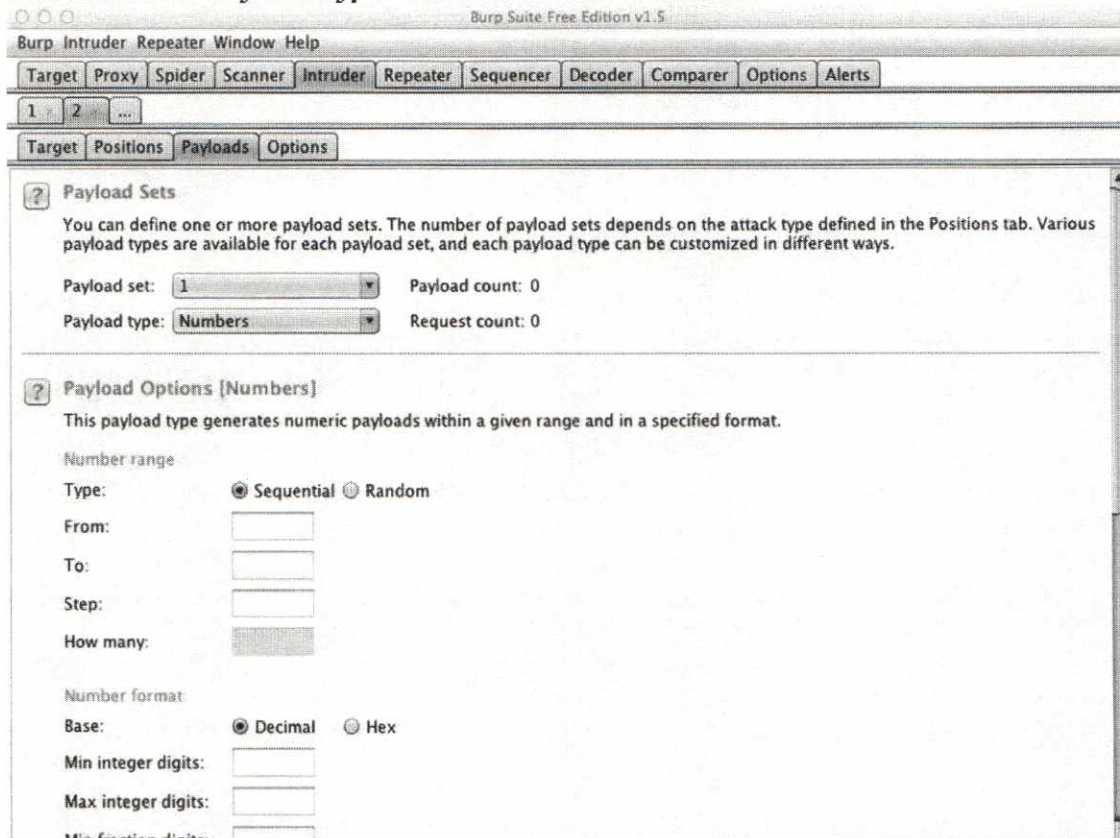 Burp Suite Free Edition v1.5
Burp Intruder Repeater Window Help
Target Proxy Spider Scanner Intruder Repeater Sequencer Decoder Comparer Options Alerts
1 × 2 × ...
Target Positions Payloads Options
? Payload Sets
You can define one or more payload sets. The number of payload sets depends on the attack type defined in the Positions tab. Various
payload types are available for each payload set, and each payload type can be customized in different ways.
Payload set: 1 Payload count: 0
Payload type: Numbers Request count: 0
? Payload Options [Numbers]
This payload type generates numeric payloads within a given range and in a specified format.
Number range
Type: Sequential Random
From:
To:
Step:
How many:
Number format
Base: Decimal Hex
Min integer digits:
Max integer digits:
Min fraction digits: